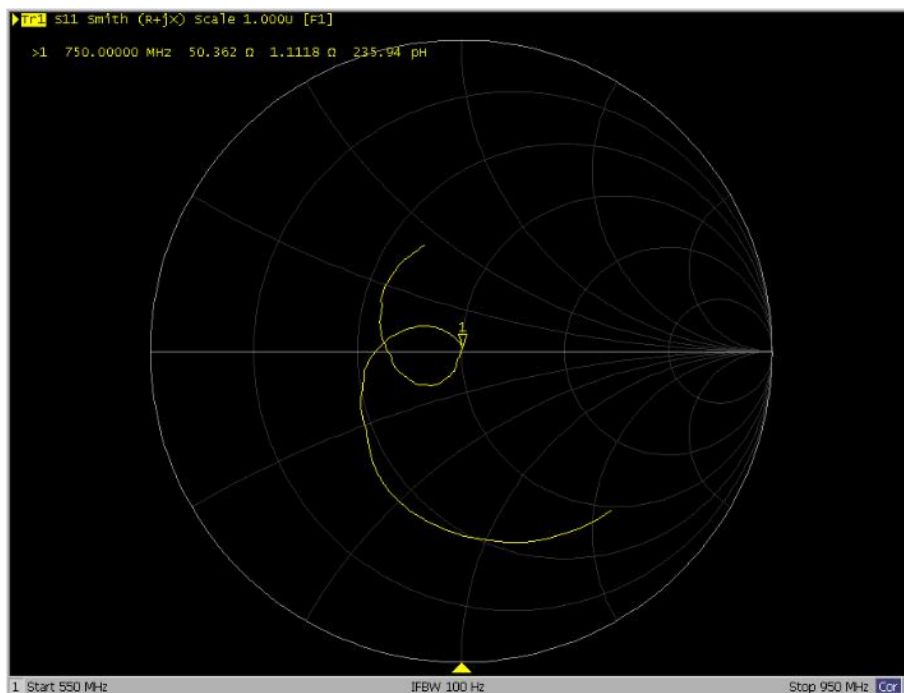 Tr1 S11 Smith (R+jX) Scale 1.000U [F1]
>1 750.00000 MHz 50.362 Ω 1.1118 Ω 235.94 pH
1
1 Start 550 MHz IFBW 100 Hz Stop 950 MHz Cor